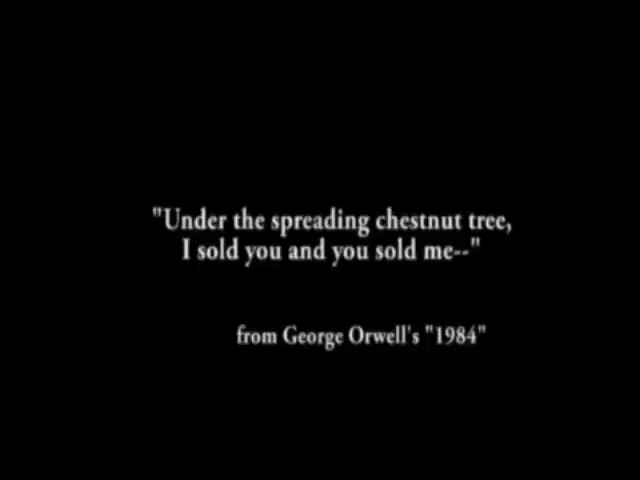 "Under the spreading chestnut tree,
I sold you and you sold me--"
from George Orwell's "1984"